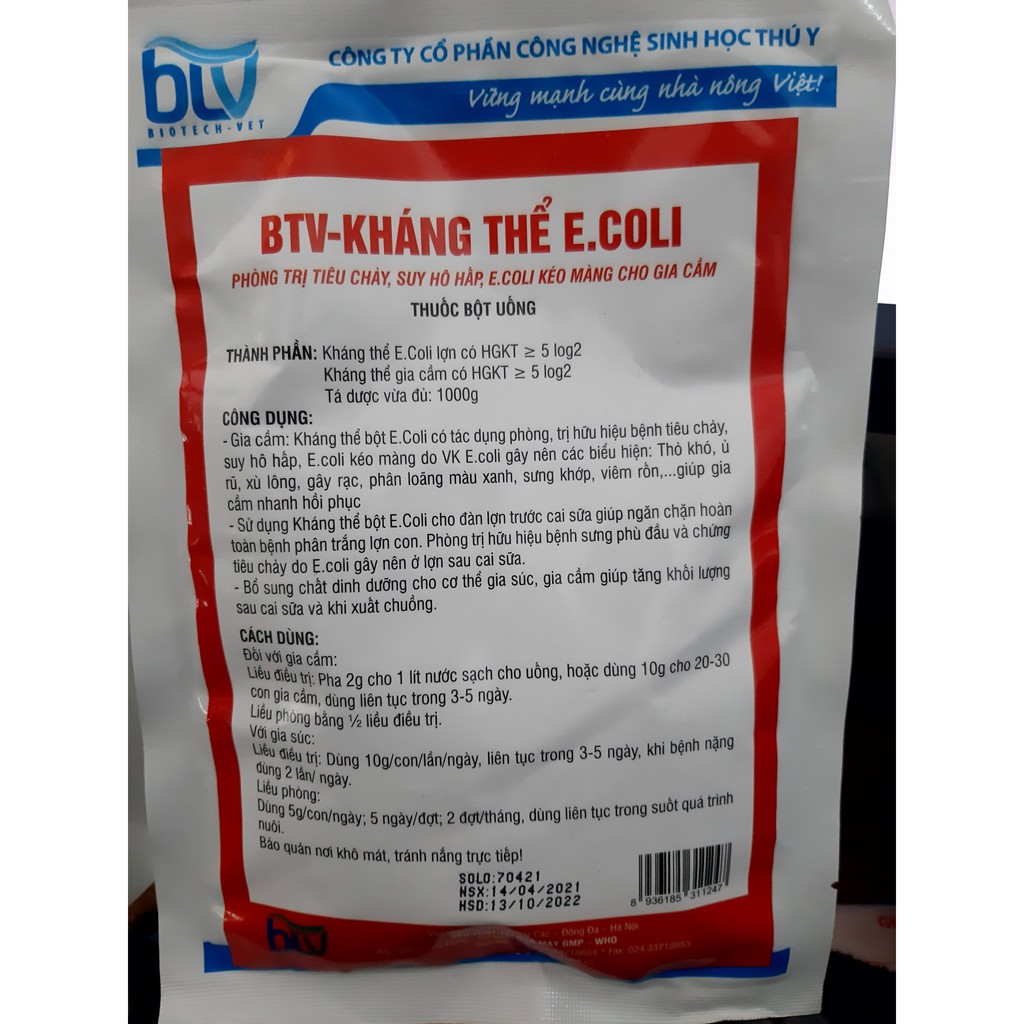 btv
BIOTECH-VET
CÔNG TY CỔ PHẦN CÔNG NGHỆ SINH HỌC THÚ Y
Vững mạnh cùng nhà nông Việt!
BTV-KHÁNG THỂ E.COLI
PHÒNG TRỊ TIÊU CHẢY, SUY HÔ HẤP, E.COLI KÉO MÀNG CHO GIA CẦM
THUỐC BỘT UỐNG
THÀNH PHẦN: Kháng thể E.Coli lợn có HGKT ≥ 5 log2
Kháng thể gia cầm có HGKT ≥ 5 log2
Tá dược vừa đủ: 1000g
CÔNG DỤNG:
- Gia cầm: Kháng thể bột E.Coli có tác dụng phòng, trị hữu hiệu bệnh tiêu chảy,
suy hô hấp, E.coli kéo màng do VK E.coli gây nên các biểu hiện: Thỏ khó, ủ
rũ, xù lông, gây rạc, phân loãng màu xanh, sưng khớp, viêm rốn,...giúp gia
cầm nhanh hồi phục
- Sử dụng Kháng thể bột E.Coli cho đàn lợn trước cai sữa giúp ngăn chặn hoàn
toàn bệnh phân trắng lợn con. Phòng trị hữu hiệu bệnh sưng phù đầu và chứng
tiêu chảy do E.coli gây nên ở lợn sau cai sữa.
- Bổ sung chất dinh dưỡng cho cơ thể gia súc, gia cầm giúp tăng khối lượng
sau cai sữa và khi xuất chuồng.
CÁCH DÙNG:
Đối với gia cầm:
Liều điều trị: Pha 2g cho 1 lít nước sạch cho uống, hoặc dùng 10g cho 20-30
con gia cầm, dùng liên tục trong 3-5 ngày.
Liều phòng bằng ½ liều điều trị.
Với gia súc:
Liều điều trị: Dùng 10g/con/lần/ngày, liên tục trong 3-5 ngày, khi bệnh nặng
dùng 2 lần/ ngày.
Liều phòng:
Dùng 5g/con/ngày; 5 ngày/đợt; 2 đợt/tháng, dùng liên tục trong suốt quá trình
nuôi.
Bảo quản nơi khô mát, tránh nắng trực tiếp!
SOLO:70421
NSX:14/04/2021
HSD:13/10/2022
8 936185 311247
btv
Đống Đa - Hà Nội
MÁY GMP - WHO
Fax: 024.33718653